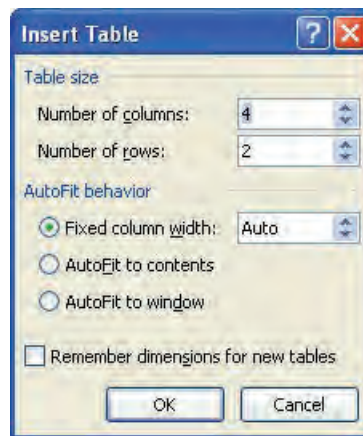 Insert Table ?
Table size
Number of columns: 4
Number of rows: 2
AutoFit behavior
Fixed column width: Auto
AutoFit to contents
AutoFit to window
Remember dimensions for new tables
OK Cancel